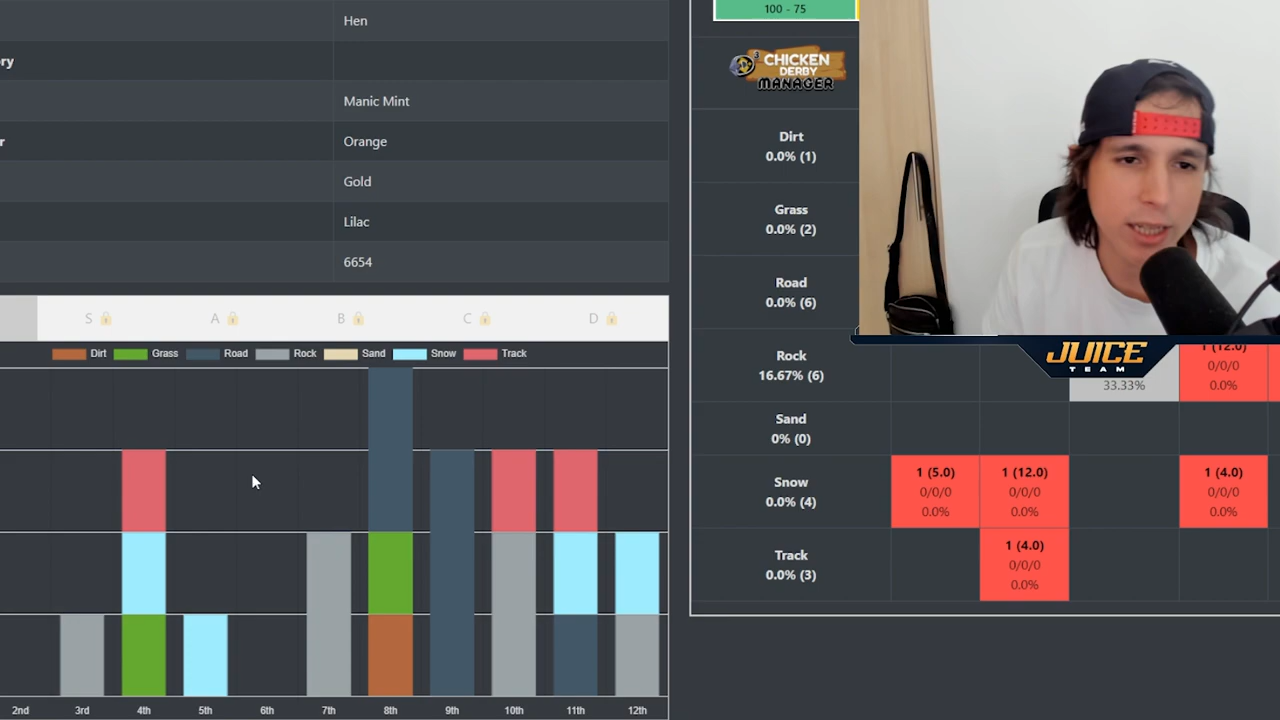 Hen
ry
Manic Mint
r
Orange
Gold
Lilac
6654
S
A
B
C
D
Dirt
Grass
Road
Rock
Sand
Snow
Track
2nd
3rd
4th
5th
6th
7th
8th
9th
10th
11th
12th
100 - 75
3
CHICKEN
DERBY
MANAGER
Dirt
0.0% (1)
Grass
0.0% (2)
Road
0.0% (6)
Rock
16.67% (6)
33.33%
1 (12.0)
0/0/0
0.0%
Sand
0% (0)
Snow
0.0% (4)
1 (5.0)
0/0/0
0.0%
1 (12.0)
0/0/0
0.0%
1 (4.0)
0/0/0
0.0%
Track
0.0% (3)
1 (4.0)
0/0/0
0.0%
JUICE
TEAM